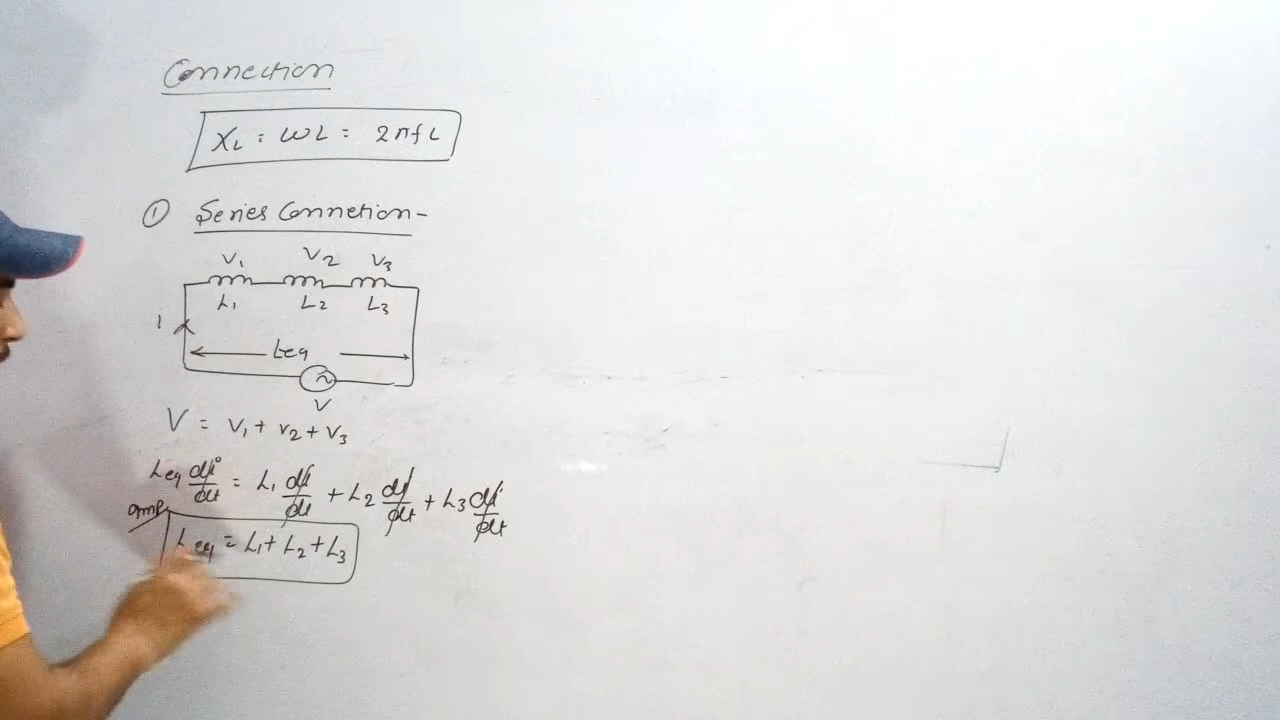 Connection
XL = ωL = 2πfL
① Series Connetion-
V1 V2 V3
L1 L2 L3
i
Leq
V
V = V1 + V2 + V3
Leq di/dt = L1 di/dt + L2 di/dt + L3 di/dt
Leq = L1 + L2 + L3